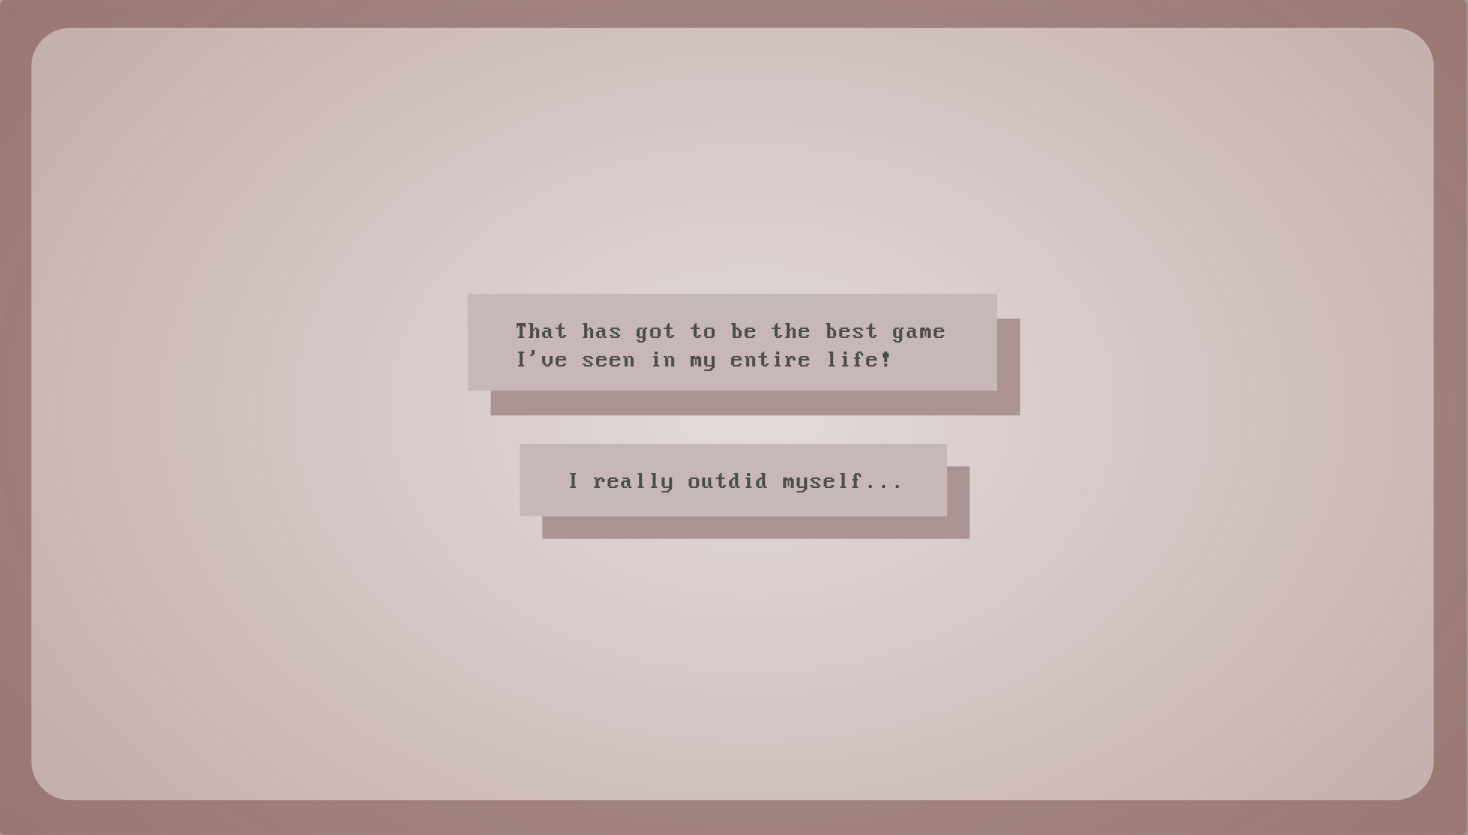 That has got to be the best game
I've seen in my entire life!
I really outdid myself...